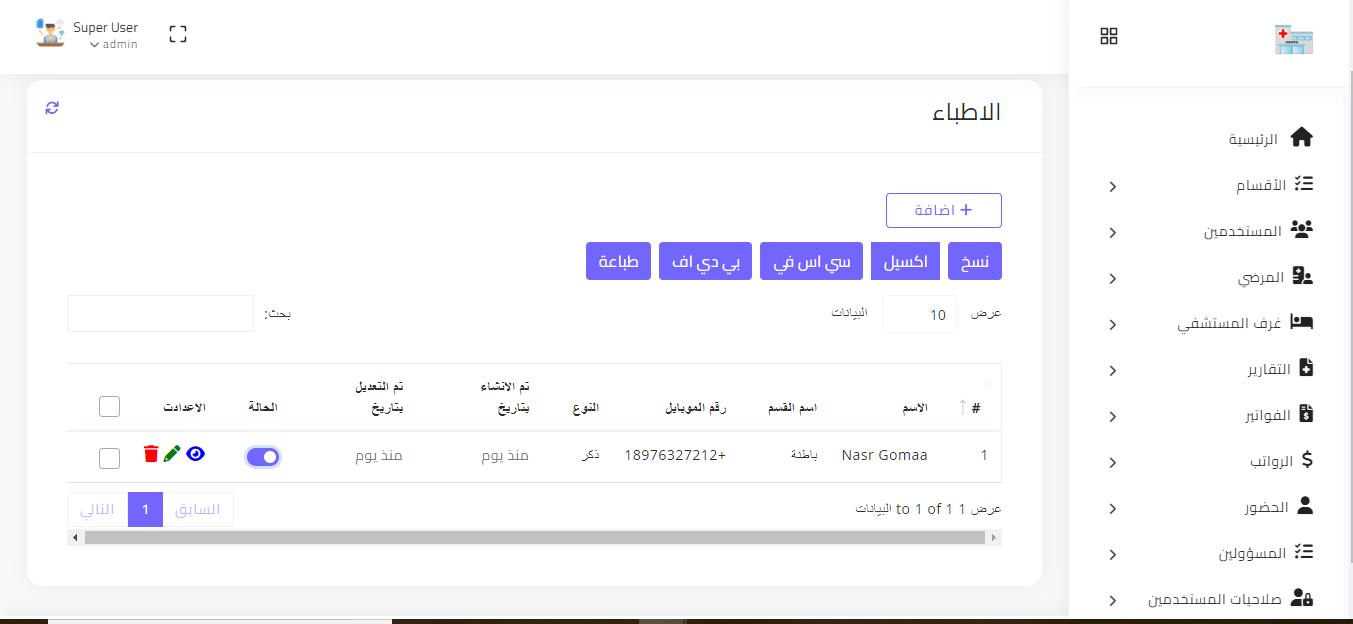 Super User
admin
الرئيسية
الأقسام
المستخدمين
المرضي
غرف المستشفي
التقارير
الفواتير
الرواتب
الحضور
المسؤولين
صلاحيات المستخدمين
الاطباء
+ اضافة
نسخ
اكسيل
سي اس في
بي دي اف
طباعة
عرض 10 البيانات
بحث:
# الاسم اسم القسم رقم الموبايل النوع تم الانشاء بتاريخ تم التعديل بتاريخ الحالة الاعدادت
1 Nasr Gomaa باطنة 18976327212+ ذكر منذ يوم منذ يوم
عرض 1 to 1 of 1 البيانات
السابق 1 التالي